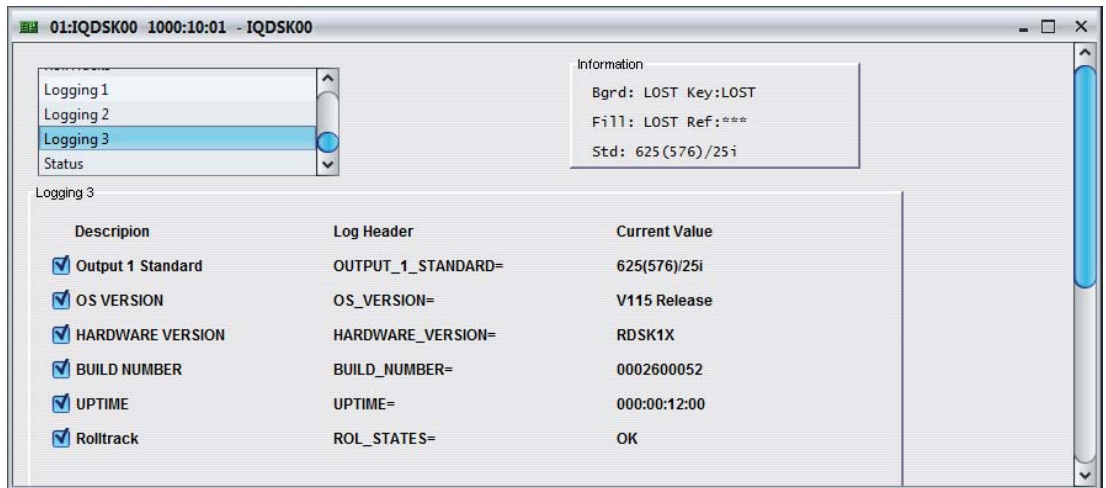 01:IQDSK00 1000:10:01 - IQDSK00
Logging 1
Logging 2
Logging 3
Status
Information
Bgrd: LOST Key:LOST
Fill: LOST Ref:***
Std: 625(576)/25i
Logging 3
Descripion Log Header Current Value
Output 1 Standard OUTPUT_1_STANDARD= 625(576)/25i
OS VERSION OS_VERSION= V115 Release
HARDWARE VERSION HARDWARE_VERSION= RDSK1X
BUILD NUMBER BUILD_NUMBER= 0002600052
UPTIME UPTIME= 000:00:12:00
Rolltrack ROL_STATES= OK